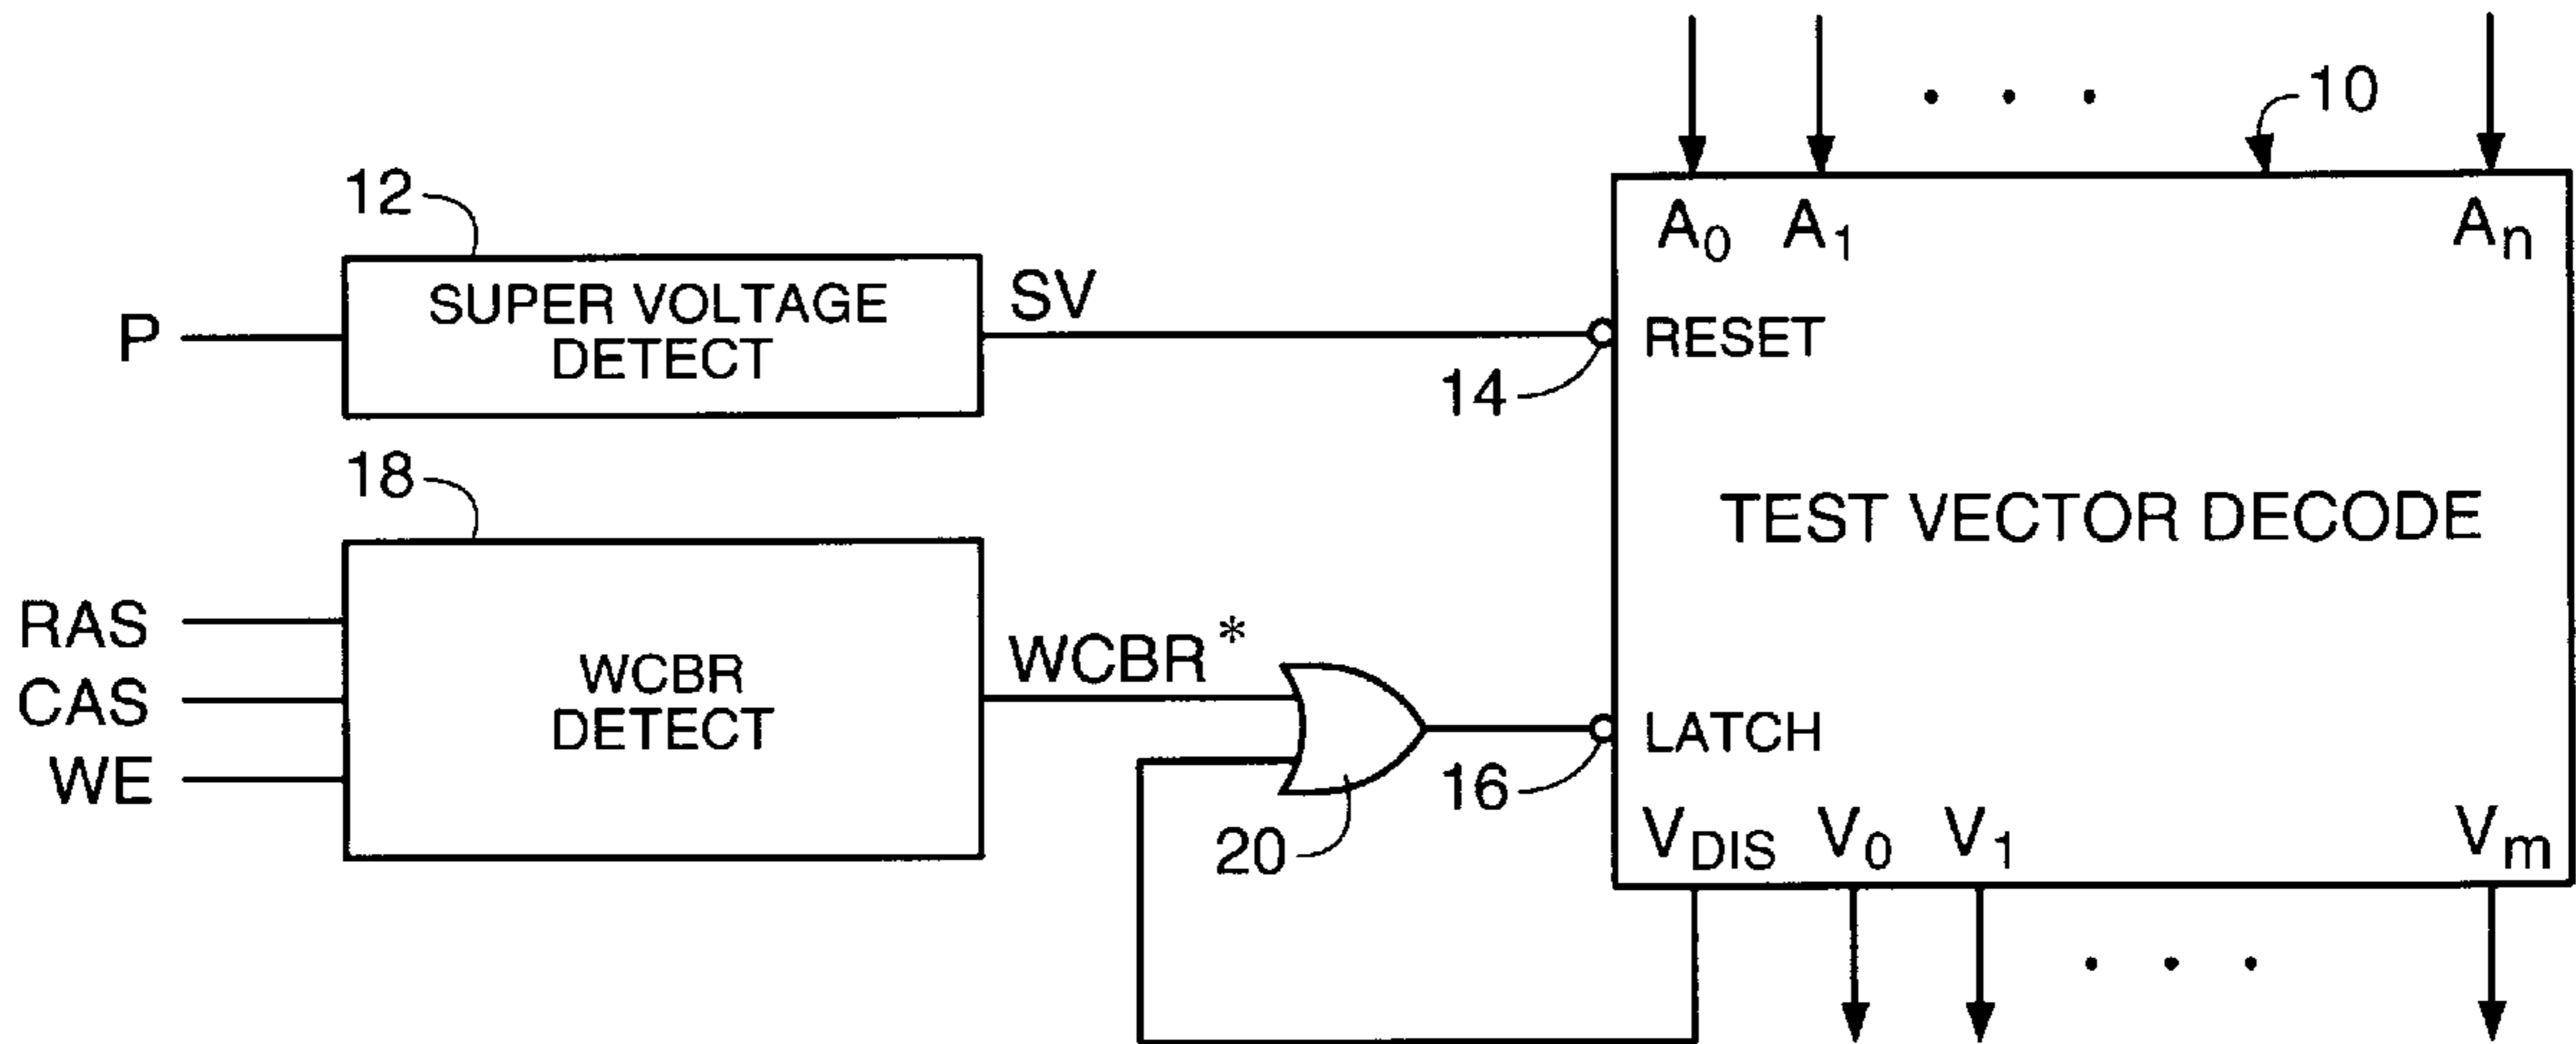 10
A0 A1 An
12
SUPER VOLTAGE
DETECT
P
SV
RESET
14
18
TEST VECTOR DECODE
RAS
CAS
WE
WCBR
DETECT
WCBR*
LATCH
16
20
VDIS V0 V1 Vm